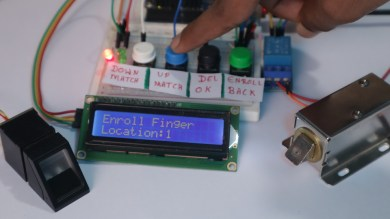 DOWN
MATCH
UP
MATCH
DEL
OK
ENROLL
BACK
Enroll Finger
Location:1